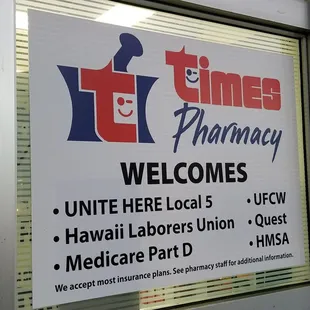 t
times
Pharmacy
WELCOMES
• UNITE HERE Local 5
• Hawaii Laborers Union
• Medicare Part D
• UFCW
• Quest
• HMSA
We accept most insurance plans. See pharmacy staff for additional information.